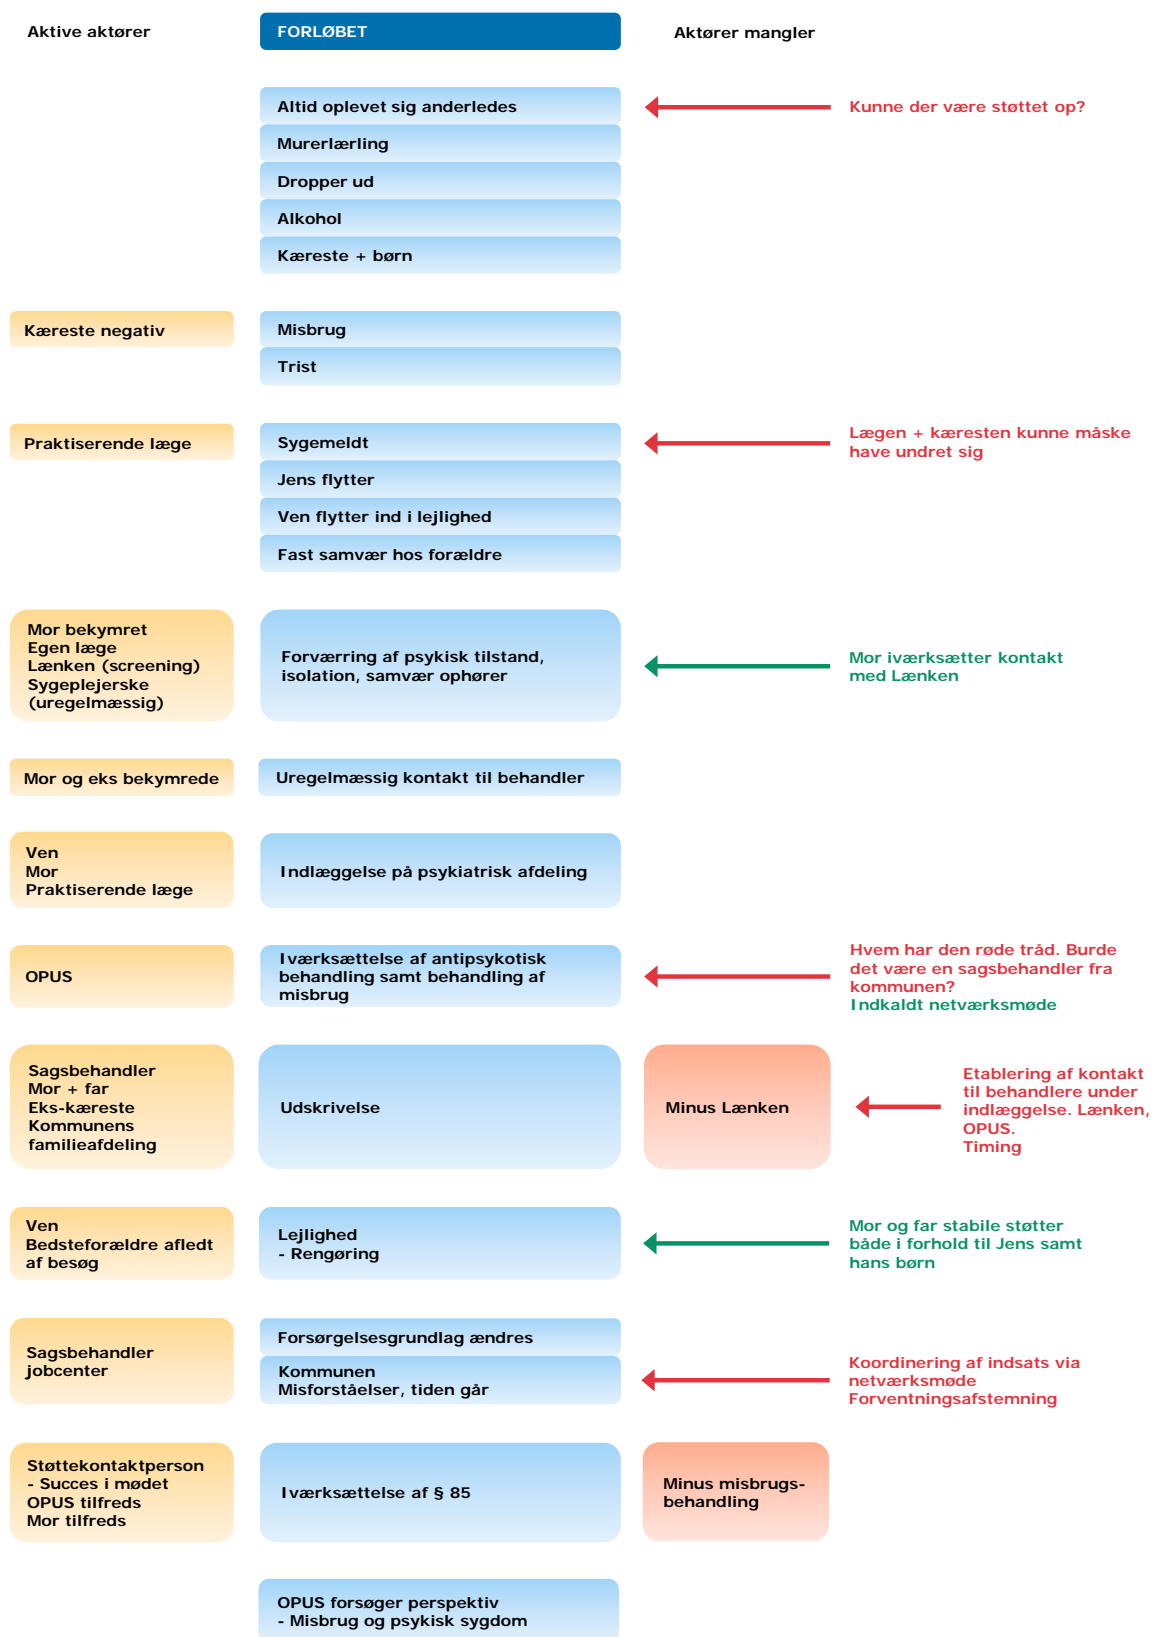 Aktive aktører
FORLØBET
Aktører mangler
Altid oplevet sig anderledes
Kunne der være støttet op?
Murerlærling
Dropper ud
Alkohol
Kæreste + børn
Kæreste negativ
Misbrug
Trist
Praktiserende læge
Sygemeldt
Lægen + kæresten kunne måske
have undret sig
Jens flytter
Ven flytter ind i lejlighed
Fast samvær hos forældre
Mor bekymret
Egen læge
Lænken (screening)
Sygeplejerske
(uregelmæssig)
Forværring af psykisk tilstand,
isolation, samvær ophører
Mor iværksætter kontakt
med Lænken
Mor og eks bekymrede
Uregelmæssig kontakt til behandler
Ven
Mor
Praktiserende læge
Indlæggelse på psykiatrisk afdeling
OPUS
Iværksættelse af antipsykotisk
behandling samt behandling af
misbrug
Hvem har den røde tråd. Burde
det være en sagsbehandler fra
kommunen?
Indkaldt netværksmøde
Sagsbehandler
Mor + far
Eks-kæreste
Kommunens
familieafdeling
Udskrivelse
Minus Lænken
Etablering af kontakt
til behandlere under
indlæggelse. Lænken,
OPUS.
Timing
Ven
Bedsteforældre afledt
af besøg
Lejlighed
- Rengøring
Mor og far stabile støtter
både i forhold til Jens samt
hans børn
Sagsbehandler
jobcenter
Forsørgelsesgrundlag ændres
Kommunen
Misforståelser, tiden går
Koordinering af indsats via
netværksmøde
Forventningsafstemning
Støttekontaktperson
- Succes i mødet
OPUS tilfreds
Mor tilfreds
Iværksættelse af § 85
Minus misbrugs-
behandling
OPUS forsøger perspektiv
- Misbrug og psykisk sygdom